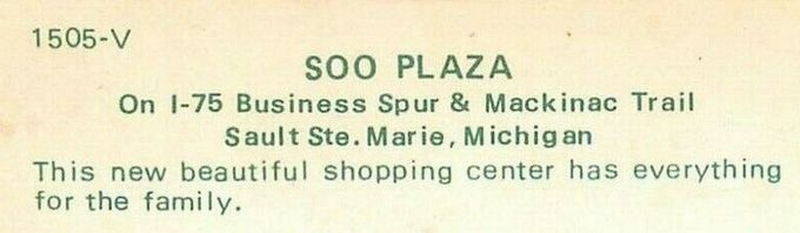 1505-V
SOO PLAZA
On I-75 Business Spur & Mackinac Trail
Sault Ste. Marie, Michigan
This new beautiful shopping center has everything
for the family.